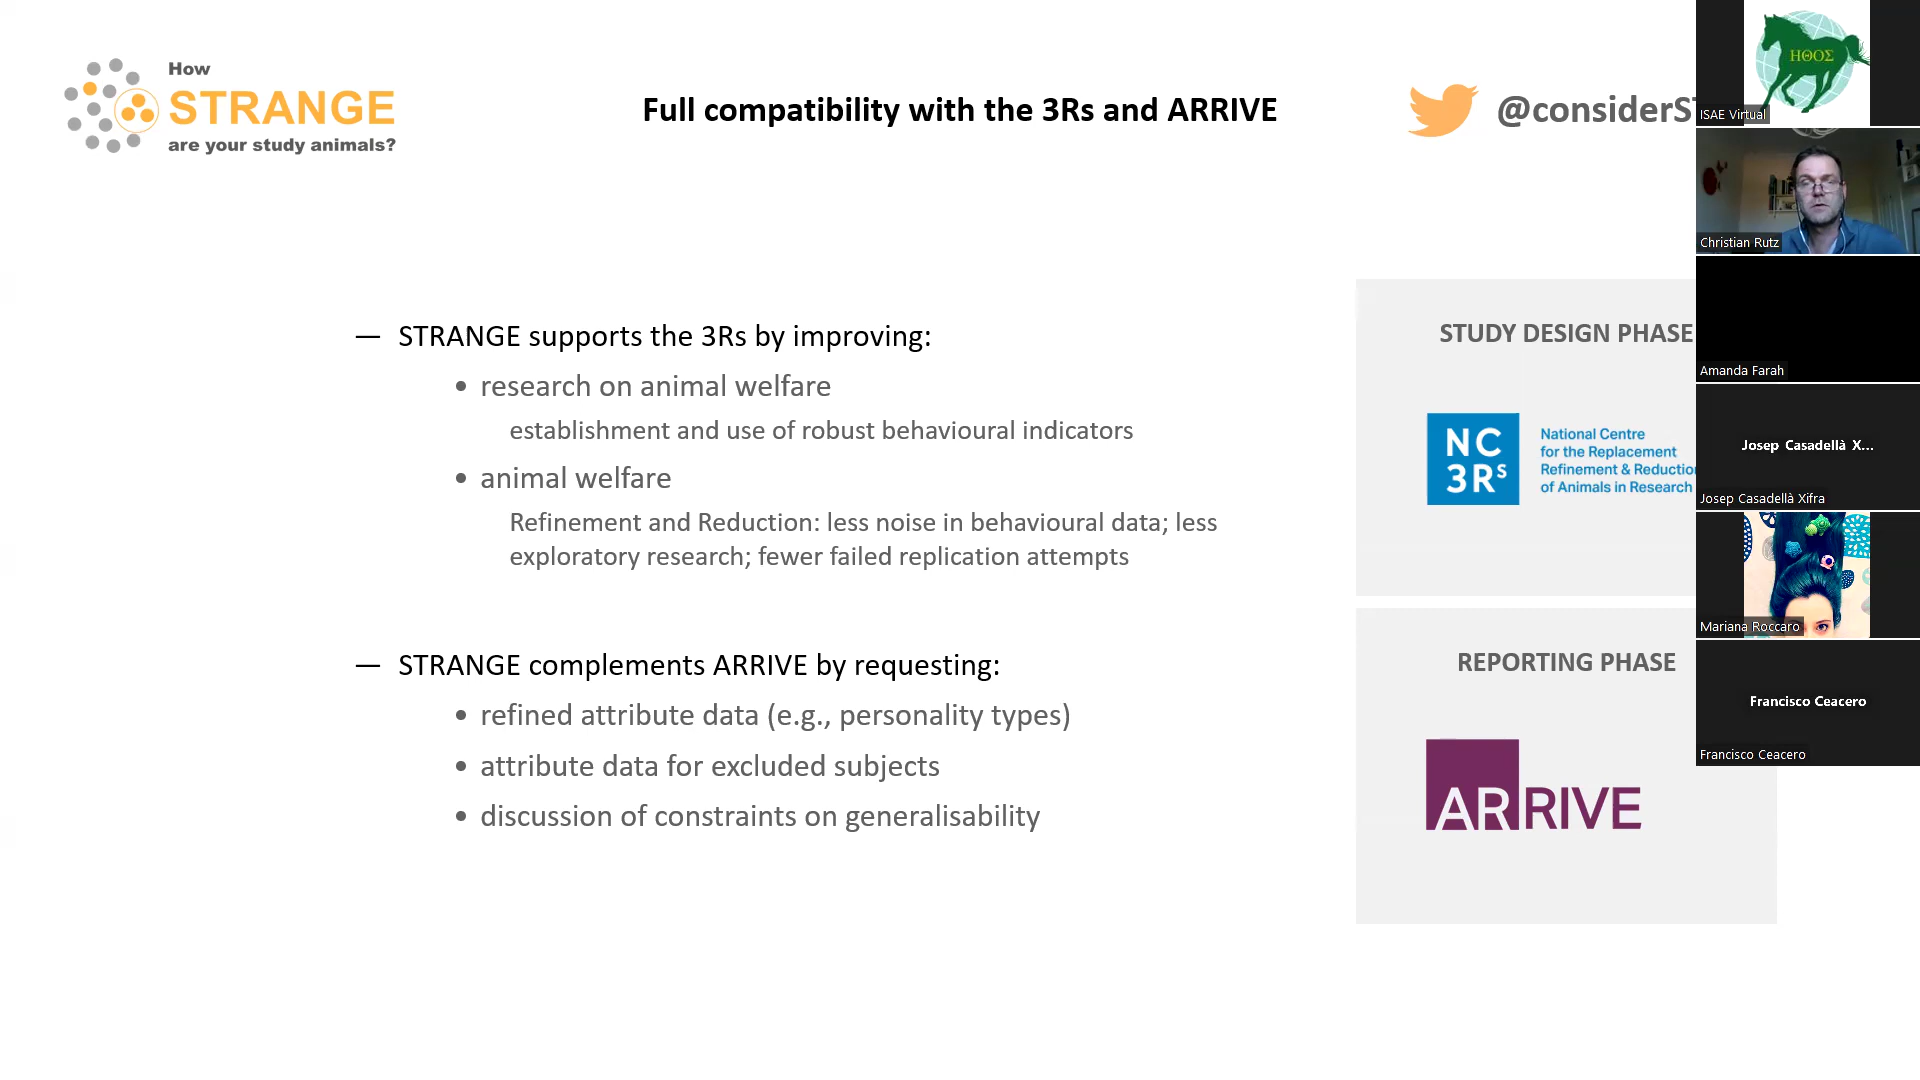 How
STRANGE
are your study animals?
Full compatibility with the 3Rs and ARRIVE
@considerS
— STRANGE supports the 3Rs by improving:
• research on animal welfare
establishment and use of robust behavioural indicators
• animal welfare
Refinement and Reduction: less noise in behavioural data; less
exploratory research; fewer failed replication attempts
— STRANGE complements ARRIVE by requesting:
• refined attribute data (e.g., personality types)
• attribute data for excluded subjects
• discussion of constraints on generalisability
STUDY DESIGN PHASE
NC
3Rs
National Centre
for the Replacement
Refinement & Reductio
of Animals in Research
REPORTING PHASE
ARRIVE
ΗΘΟΣ
ISAE Virtual
Christian Rutz
Amanda Farah
Josep Casadellà X...
Josep Casadellà Xifra
Mariana Roccaro
Francisco Ceacero
Francisco Ceacero